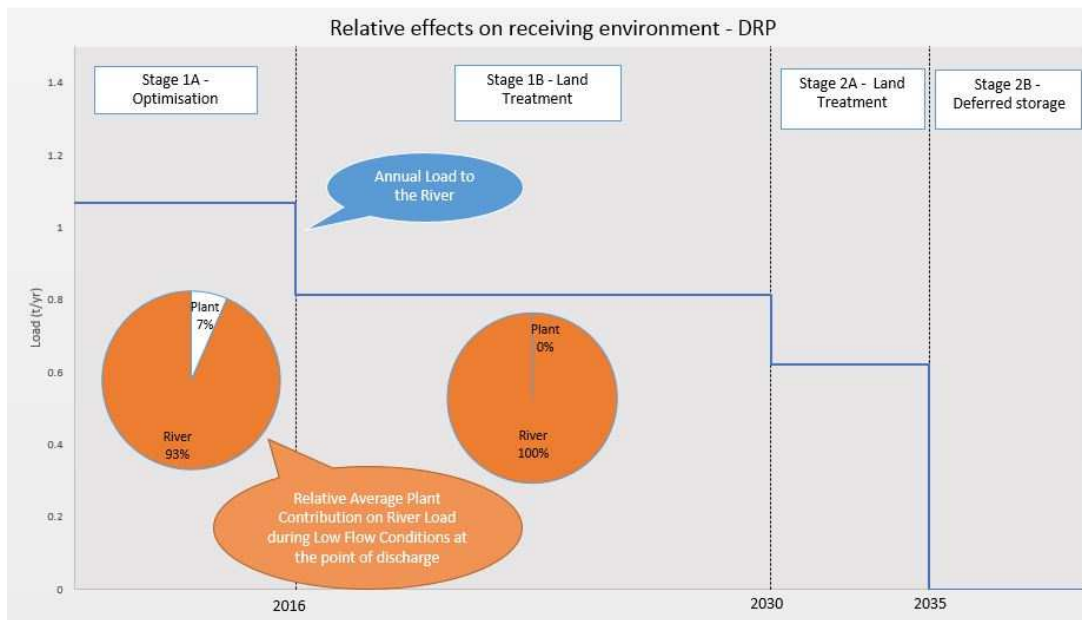 Relative effects on receiving environment - DRP
Stage 1A -
Optimisation
Stage 1B - Land
Treatment
Stage 2A - Land
Treatment
Stage 2B -
Deferred storage
Annual Load to
the River
Load (t/yr)
1.4
1.2
1
0.8
0.6
0.4
0.2
0
Plant
7%
River
93%
Plant
0%
River
100%
Relative Average Plant
Contribution on River Load
during Low Flow Conditions at
the point of discharge
2016
2030
2035